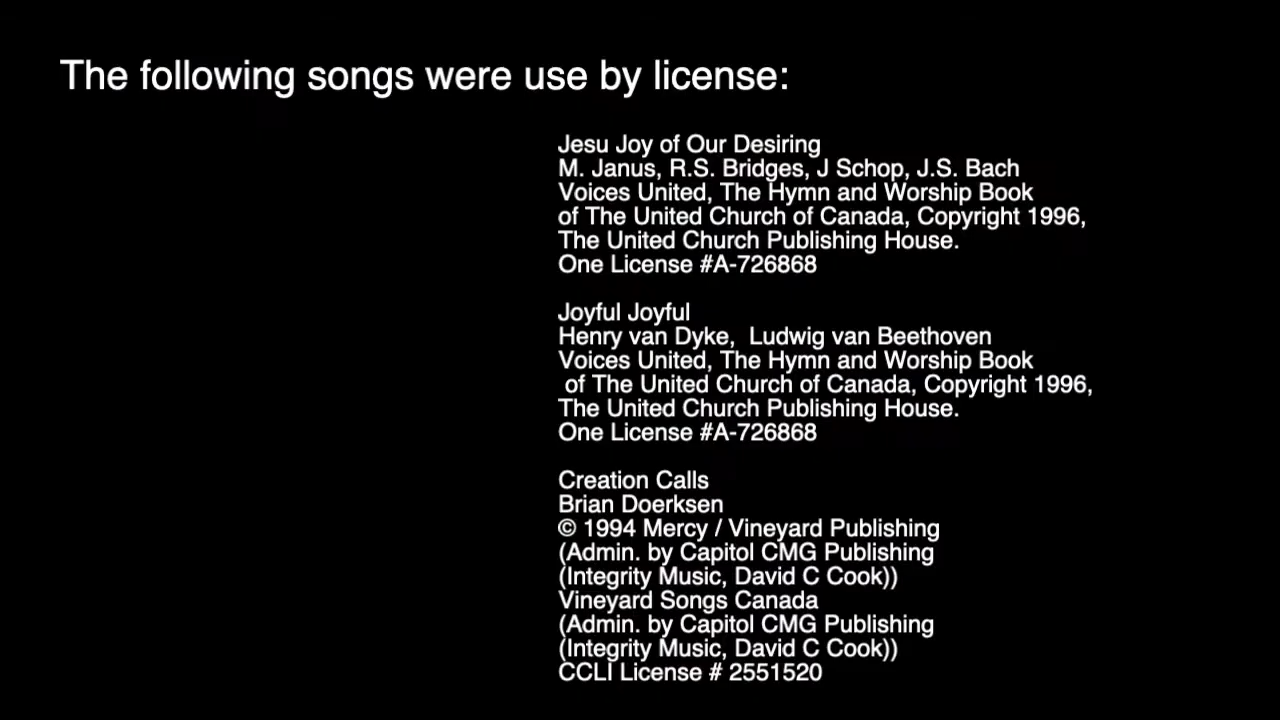 The following songs were use by license:
Jesu Joy of Our Desiring
M. Janus, R.S. Bridges, J Schop, J.S. Bach
Voices United, The Hymn and Worship Book
of The United Church of Canada, Copyright 1996,
The United Church Publishing House.
One License #A-726868
Joyful Joyful
Henry van Dyke,  Ludwig van Beethoven
Voices United, The Hymn and Worship Book
of The United Church of Canada, Copyright 1996,
The United Church Publishing House.
One License #A-726868
Creation Calls
Brian Doerksen
© 1994 Mercy / Vineyard Publishing
(Admin. by Capitol CMG Publishing
(Integrity Music, David C Cook))
Vineyard Songs Canada
(Admin. by Capitol CMG Publishing
(Integrity Music, David C Cook))
CCLI License # 2551520